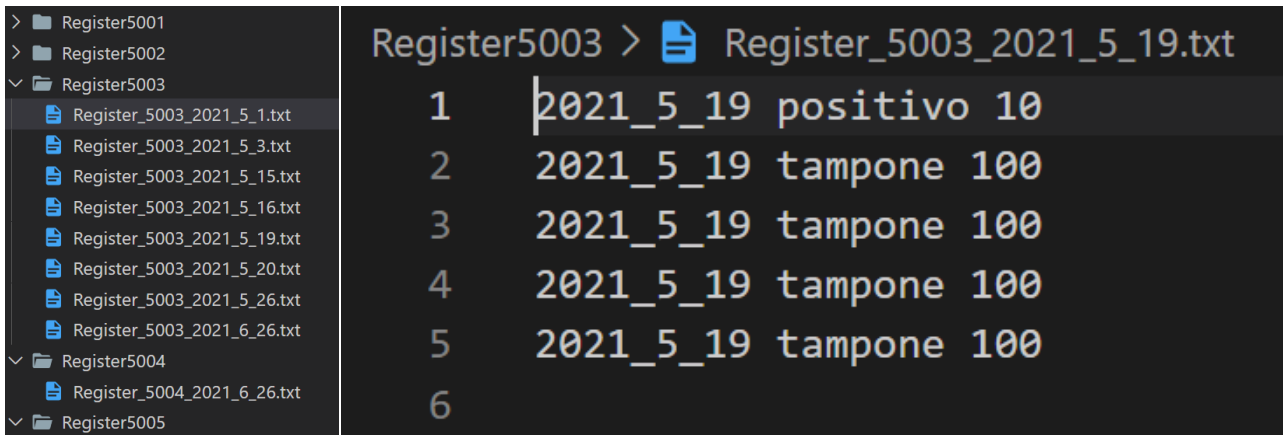 Register5001
Register5002
Register5003
Register_5003_2021_5_1.txt
Register_5003_2021_5_3.txt
Register_5003_2021_5_15.txt
Register_5003_2021_5_16.txt
Register_5003_2021_5_19.txt
Register_5003_2021_5_20.txt
Register_5003_2021_5_26.txt
Register_5003_2021_6_26.txt
Register5004
Register_5004_2021_6_26.txt
Register5005
Register5003 > Register_5003_2021_5_19.txt
1 2021_5_19 positivo 10
2 2021_5_19 tampone 100
3 2021_5_19 tampone 100
4 2021_5_19 tampone 100
5 2021_5_19 tampone 100
6